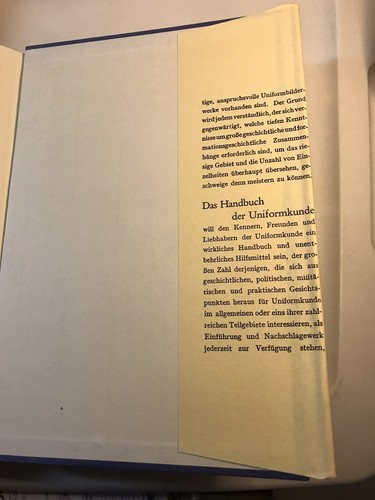 tige, anspruchsvolle Uniformbilder-
werke vorhanden sind. Der Grund
wird jedem verständlich, der sich ver-
gegenwärtigt, welche tiefen Kennt-
nisse um große geschichtliche und for-
mationsgeschichtliche Zusammen-
hänge erforderlich sind, um das rie-
sige Gebiet und die Unzahl von Ein-
zelheiten überhaupt übersehen, ge-
schweige denn meistern zu können.
Das Handbuch
der Uniformkunde
will den Kennern, Freunden und
Liebhabern der Uniformkunde ein
wirkliches Handbuch und unent-
behrliches Hilfsmittel sein, der gro-
ßen Zahl derjenigen, die sich aus
geschichtlichen, politischen, militä-
rischen und praktischen Gesichts-
punkten heraus für Uniformkunde
im allgemeinen oder eins ihrer zahl-
reichen Teilgebiete interessieren, als
Einführung und Nachschlagewerk
jederzeit zur Verfügung stehen,